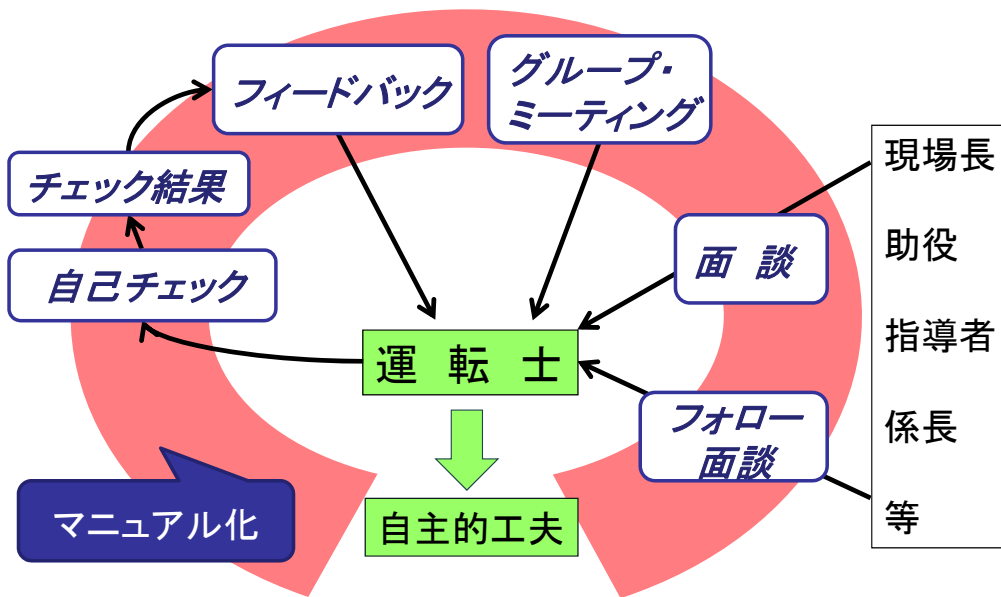 フィードバック
グループ・
ミーティング
チェック結果
自己チェック
面 談
運 転 士
フォロー
面談
マニュアル化
自主的工夫
現場長
助役
指導者
係長
等